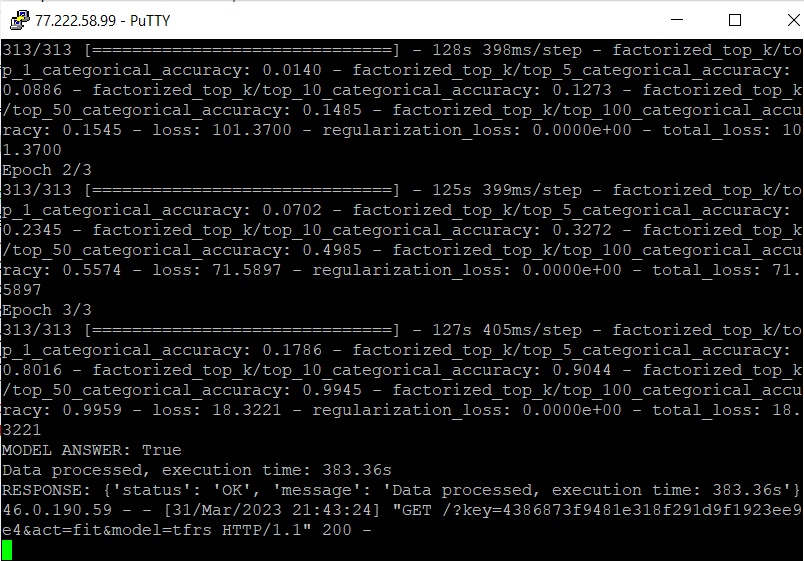 77.222.58.99 - PuTTY
313/313 [==============================] - 128s 398ms/step - factorized_top_k/to
p_1_categorical_accuracy: 0.0140 - factorized_top_k/top_5_categorical_accuracy:
0.0886 - factorized_top_k/top_10_categorical_accuracy: 0.1273 - factorized_top_k
/top_50_categorical_accuracy: 0.1485 - factorized_top_k/top_100_categorical_accu
racy: 0.1545 - loss: 101.3700 - regularization_loss: 0.0000e+00 - total_loss: 10
1.3700
Epoch 2/3
313/313 [==============================] - 125s 399ms/step - factorized_top_k/to
p_1_categorical_accuracy: 0.0702 - factorized_top_k/top_5_categorical_accuracy:
0.2345 - factorized_top_k/top_10_categorical_accuracy: 0.3272 - factorized_top_k
/top_50_categorical_accuracy: 0.4985 - factorized_top_k/top_100_categorical_accu
racy: 0.5574 - loss: 71.5897 - regularization_loss: 0.0000e+00 - total_loss: 71.
5897
Epoch 3/3
313/313 [==============================] - 127s 405ms/step - factorized_top_k/to
p_1_categorical_accuracy: 0.1786 - factorized_top_k/top_5_categorical_accuracy:
0.8016 - factorized_top_k/top_10_categorical_accuracy: 0.9044 - factorized_top_k
/top_50_categorical_accuracy: 0.9945 - factorized_top_k/top_100_categorical_accu
racy: 0.9959 - loss: 18.3221 - regularization_loss: 0.0000e+00 - total_loss: 18.
3221
MODEL ANSWER: True
Data processed, execution time: 383.36s
RESPONSE: {'status': 'OK', 'message': 'Data processed, execution time: 383.36s'}
46.0.190.59 - - [31/Mar/2023 21:43:24] "GET /?key=4386873f9481e318f291d9f1923ee9
e4&act=fit&model=tfrs HTTP/1.1" 200 -